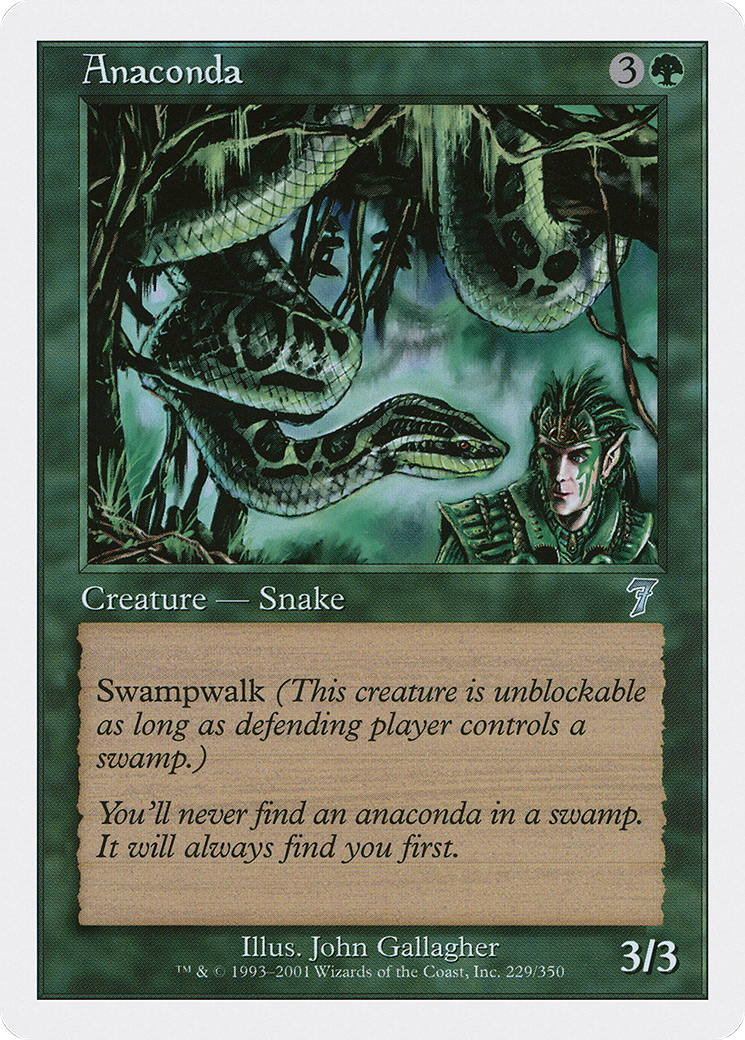 Anaconda 3
Creature — Snake 7
Swampwalk (This creature is unblockable
as long as defending player controls a
swamp.)
You'll never find an anaconda in a swamp.
It will always find you first.
Illus. John Gallagher
™ & © 1993–2001 Wizards of the Coast, Inc. 229/350
3/3